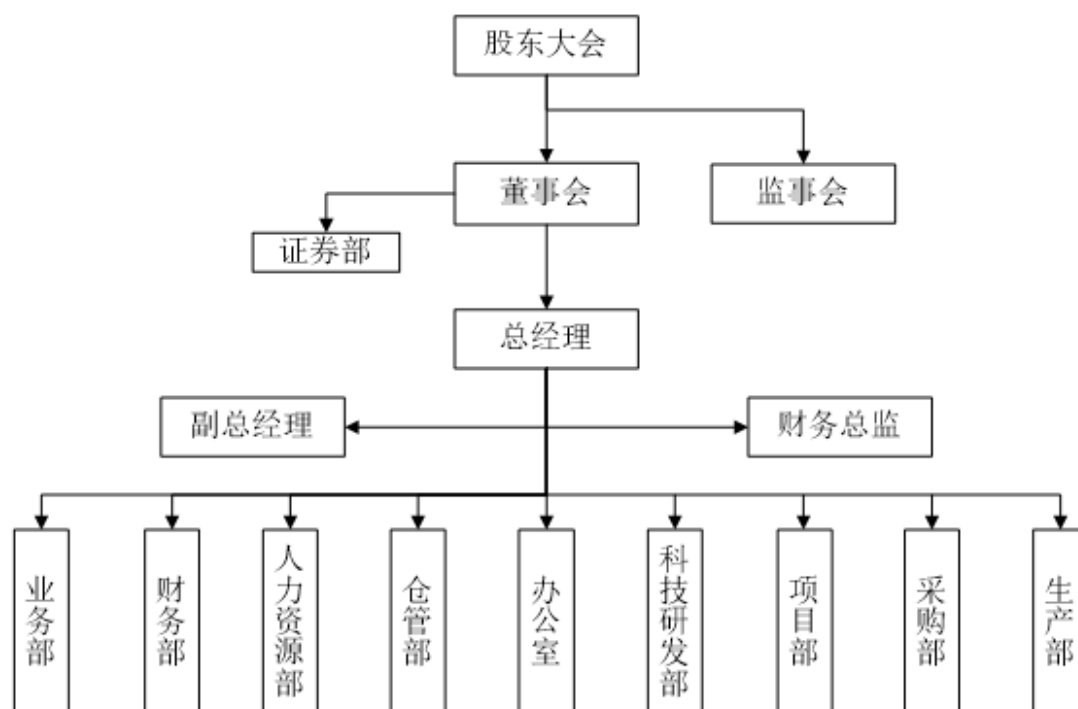 股东大会
董事会
监事会
证券部
总经理
副总经理
财务总监
业务部
财务部
人力资源部
仓管部
办公室
科技研发部
项目部
采购部
生产部